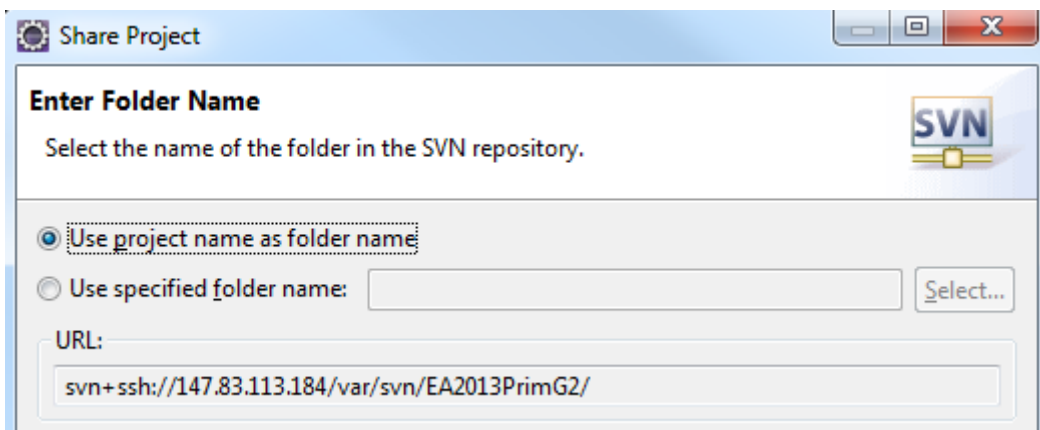 Share Project
Enter Folder Name
Select the name of the folder in the SVN repository.
SVN
Use project name as folder name
Use specified folder name:
Select...
URL:
svn+ssh://147.83.113.184/var/svn/EA2013PrimG2/